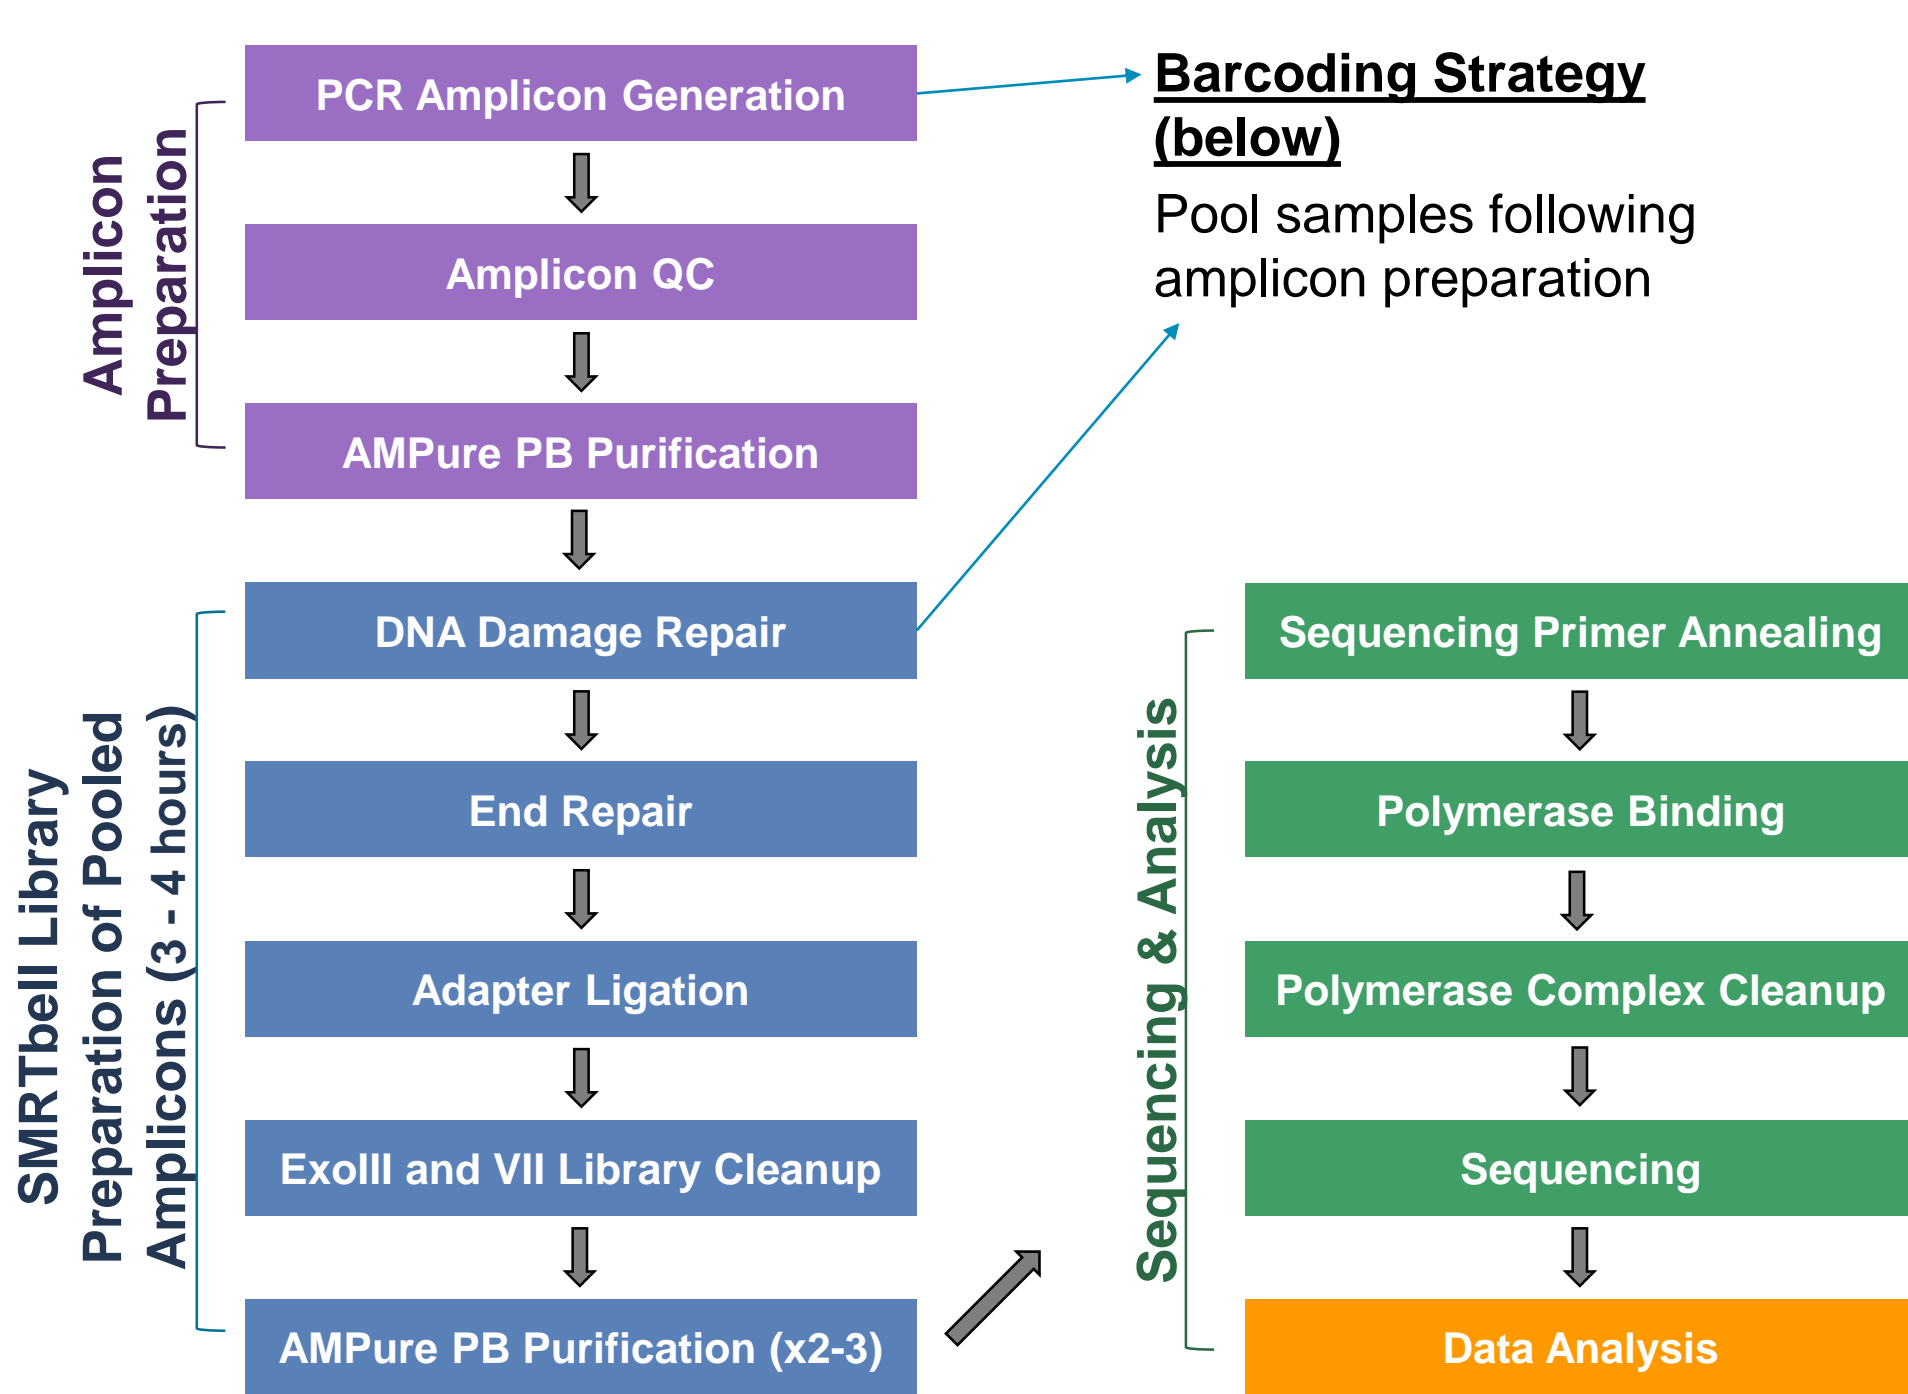 PCR Amplicon Generation
Amplicon QC
AMPure PB Purification
Amplicon
Preparation
Barcoding Strategy
(below)
Pool samples following
amplicon preparation
DNA Damage Repair
End Repair
Adapter Ligation
ExoIII and VII Library Cleanup
AMPure PB Purification (x2-3)
SMRTbell Library
Preparation of Pooled
Amplicons (3 - 4 hours)
Sequencing Primer Annealing
Polymerase Binding
Polymerase Complex Cleanup
Sequencing
Data Analysis
Sequencing & Analysis